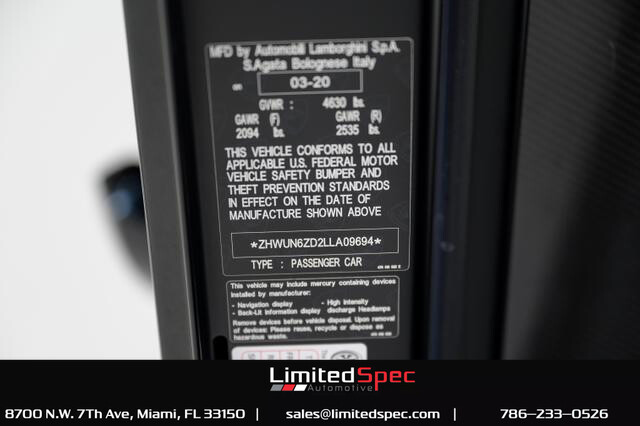 MFD by Automobili Lamborghini S.p.A.
S.Agata Bolognese Italy
on 03-20
GVWR : 4630 lbs.
GAWR (F) GAWR (R)
2094 lbs. 2535 lbs.
THIS VEHICLE CONFORMS TO ALL
APPLICABLE U.S. FEDERAL MOTOR
VEHICLE SAFETY BUMPER AND
THEFT PREVENTION STANDARDS
IN EFFECT ON THE DATE OF
MANUFACTURE SHOWN ABOVE
*ZHWUN6ZD2LLA09694*
TYPE : PASSENGER CAR
This vehicle may include mercury containing devices
installed by manufacturer:
- Navigation display - High intensity
- Back-Lit information display discharge Headlamps
Remove devices before vehicle disposal. Upon removal
of devices: Please reuse, recycle or dispose as
hazardous waste.
LimitedSpec
Automotive
8700 N.W. 7Th Ave, Miami, FL 33150 | sales@limitedspec.com | 786-233-0526